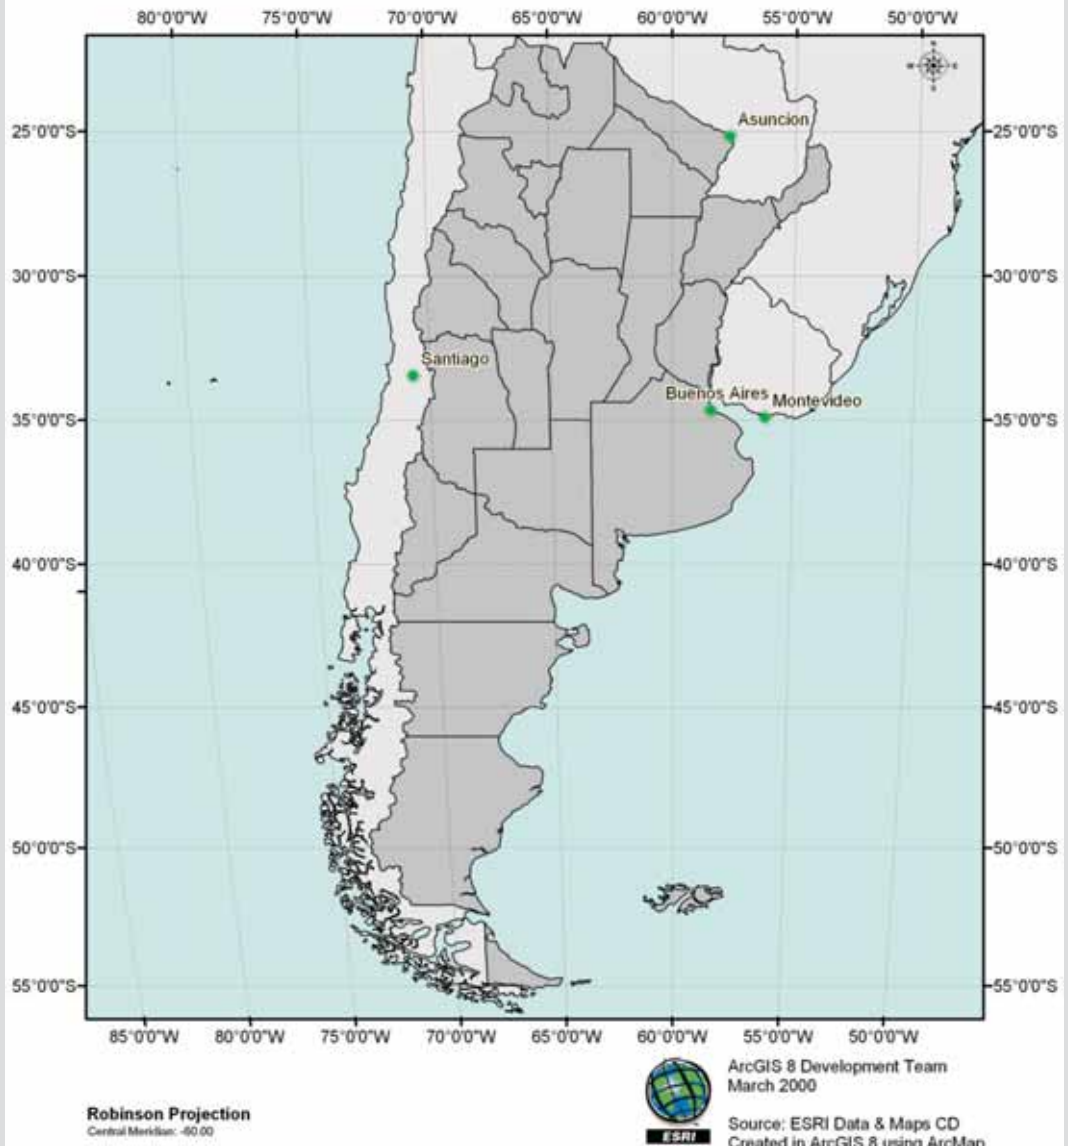 80°0'0"W 75°0'0"W 70°0'0"W 65°0'0"W 60°0'0"W 55°0'0"W 50°0'0"W
N
W E
S
Asuncion
25°0'0"S 25°0'0"S
30°0'0"S 30°0'0"S
Santiago
Buenos Aires Montevideo
35°0'0"S 35°0'0"S
40°0'0"S 40°0'0"S
45°0'0"S 45°0'0"S
50°0'0"S 50°0'0"S
55°0'0"S 55°0'0"S
85°0'0"W 80°0'0"W 75°0'0"W 70°0'0"W 65°0'0"W 60°0'0"W 55°0'0"W 50°0'0"W
ArcGIS 8 Development Team
March 2000
Robinson Projection
Central Meridian: -60.00
ESRI
Source: ESRI Data & Maps CD
Created in ArcGIS 8 using ArcMap